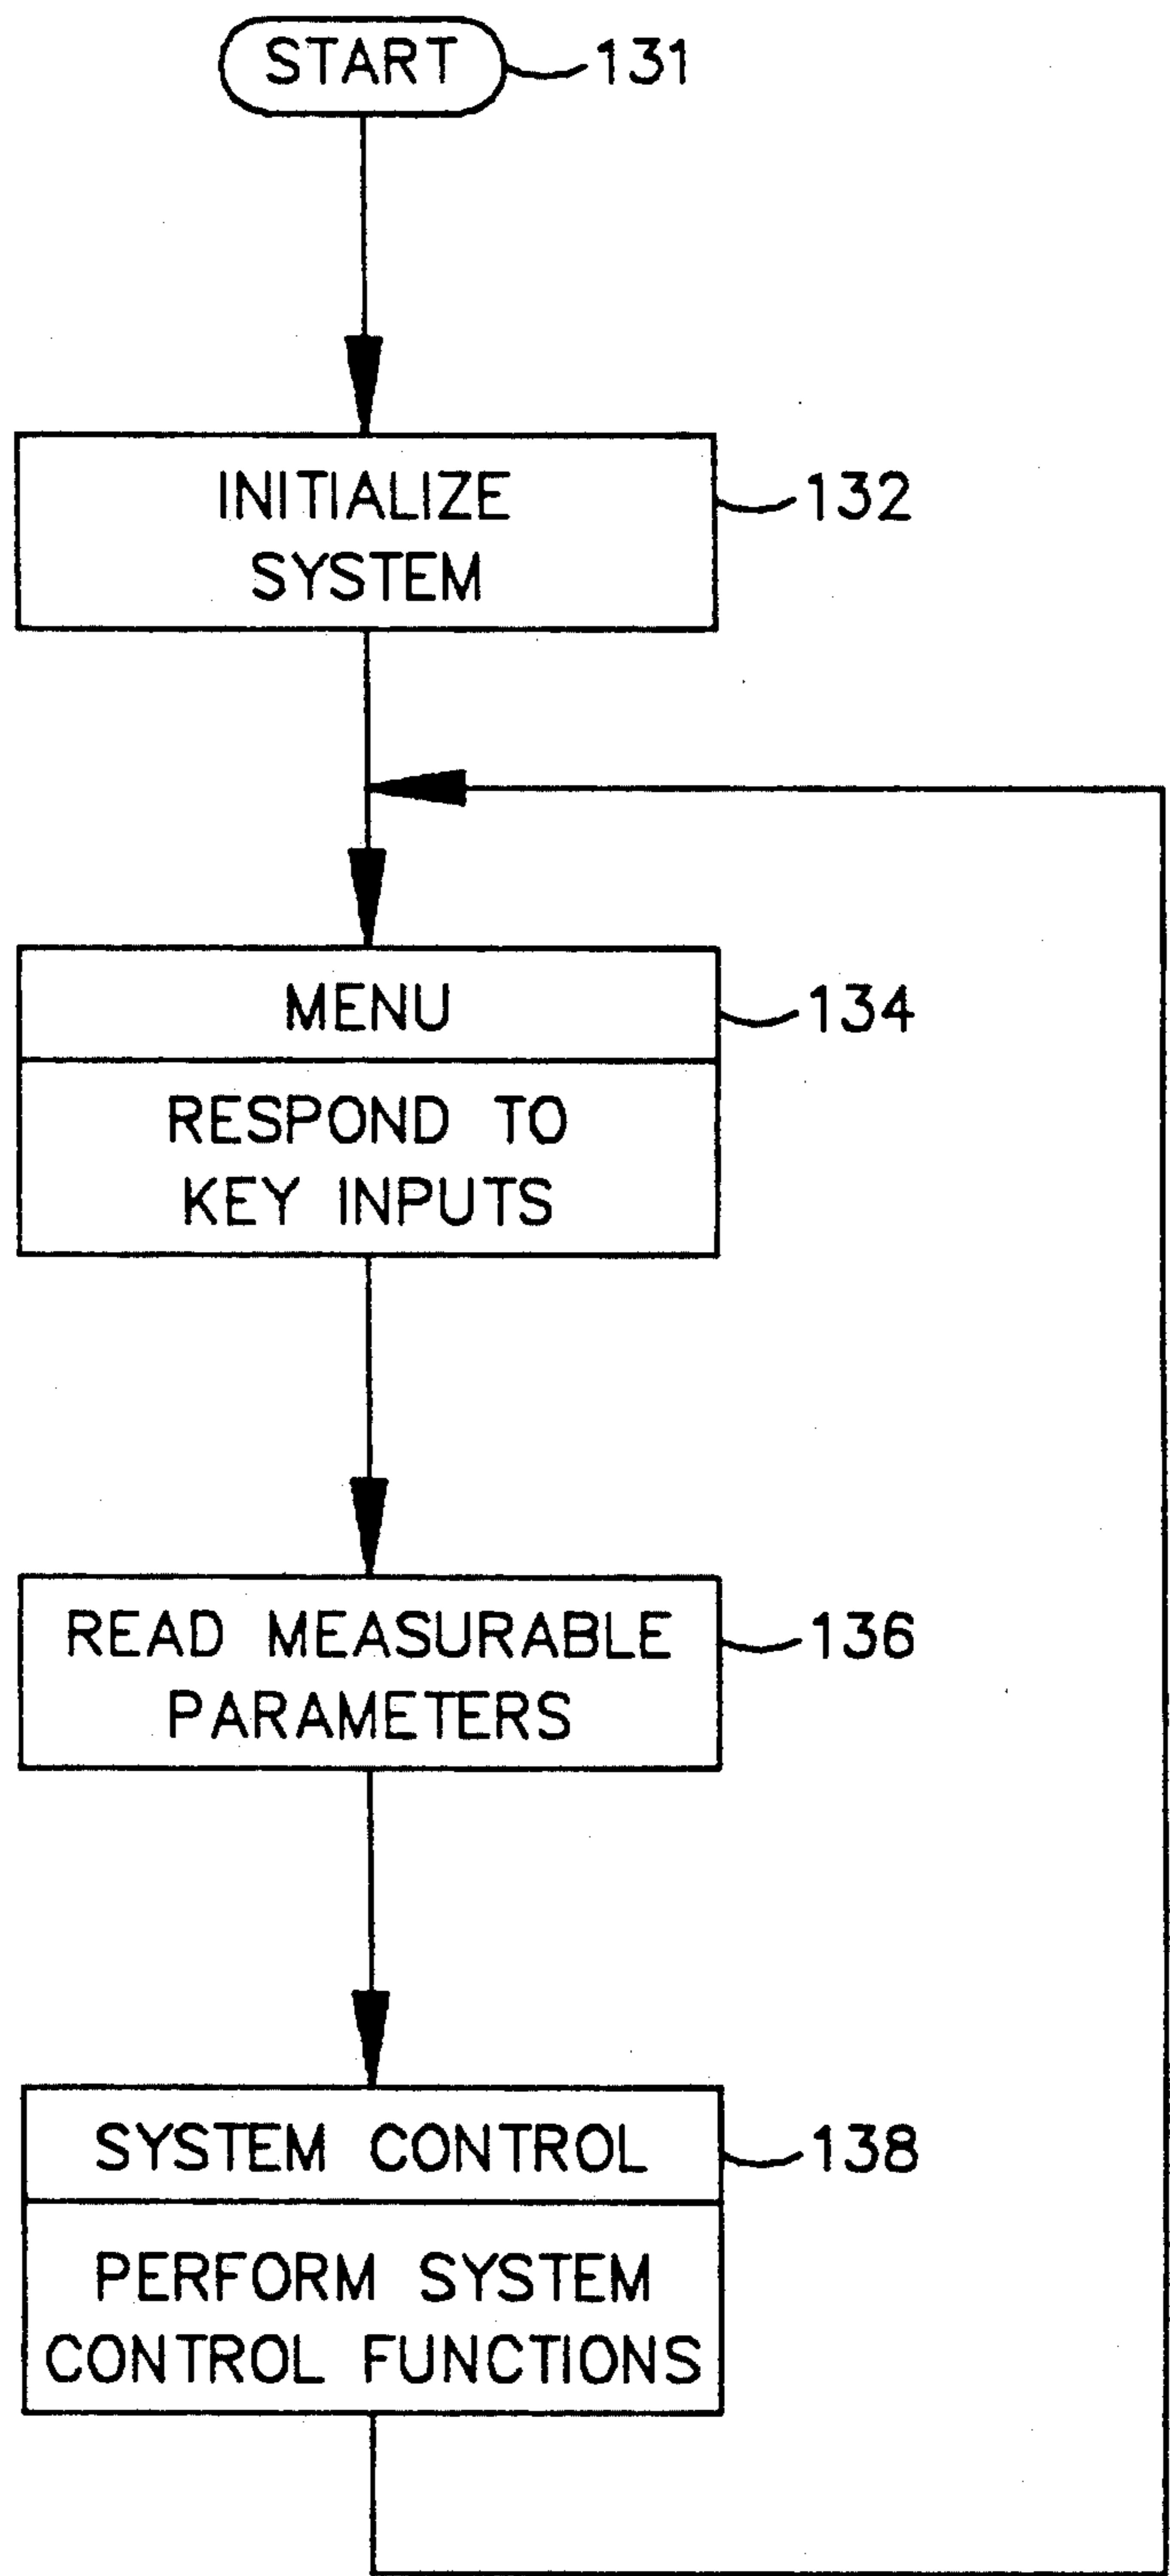 START 131
INITIALIZE 132
SYSTEM
MENU 134
RESPOND TO
KEY INPUTS
READ MEASURABLE 136
PARAMETERS
SYSTEM CONTROL 138
PERFORM SYSTEM
CONTROL FUNCTIONS